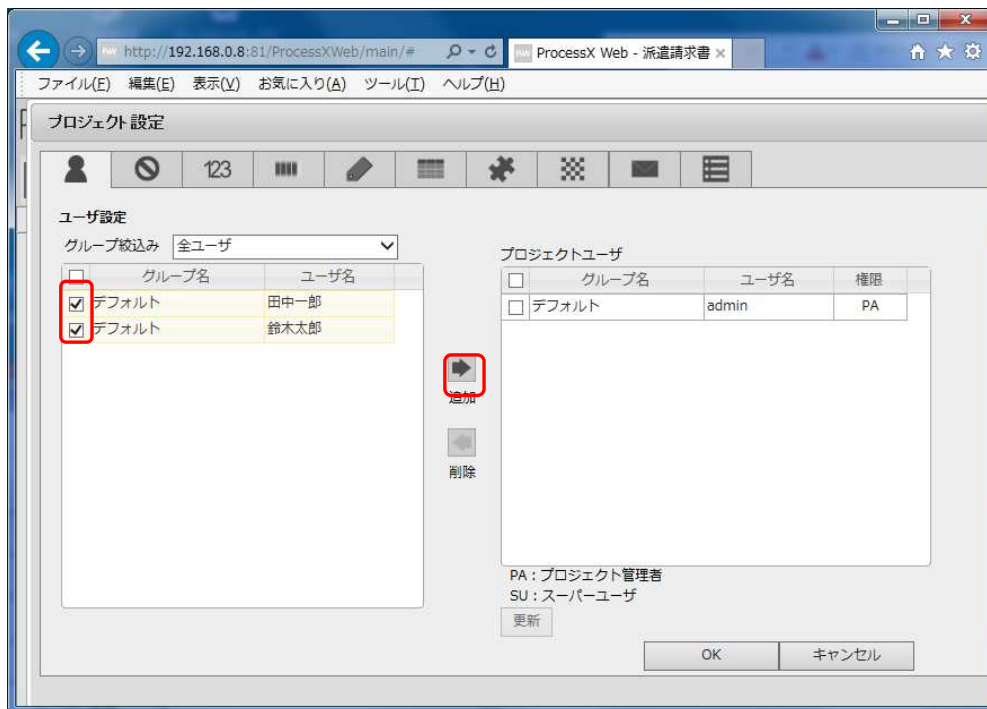 http://192.168.0.8:81/ProcessXWeb/main/#
ProcessX Web - 派遣請求書
ファイル(F) 編集(E) 表示(V) お気に入り(A) ツール(T) ヘルプ(H)
プロジェクト設定
123
ユーザ設定
グループ絞込み 全ユーザ
グループ名 ユーザ名
デフォルト 田中一郎
デフォルト 鈴木太郎
追加
削除
プロジェクトユーザ
グループ名 ユーザ名 権限
デフォルト admin PA
PA：プロジェクト管理者
SU：スーパーユーザ
更新
OK キャンセル